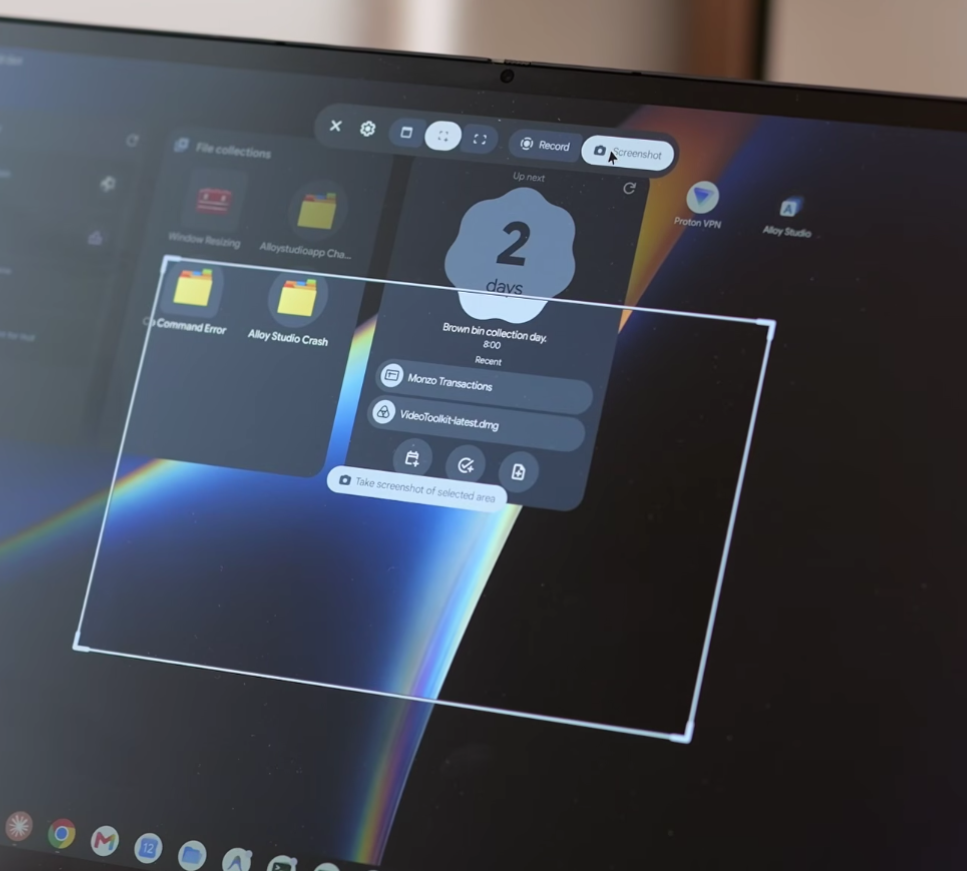 Record
Screenshot
File collections
Up next
Window Resizing
Alloystudioapp Cha...
2
days
Proton VPN
Alloy Studio
Command Error
Alloy Studio Crash
Brown bin collection day.
8:00
Recent
Monzo Transactions
VideoToolkit-latest.dmg
Take screenshot of selected area
12